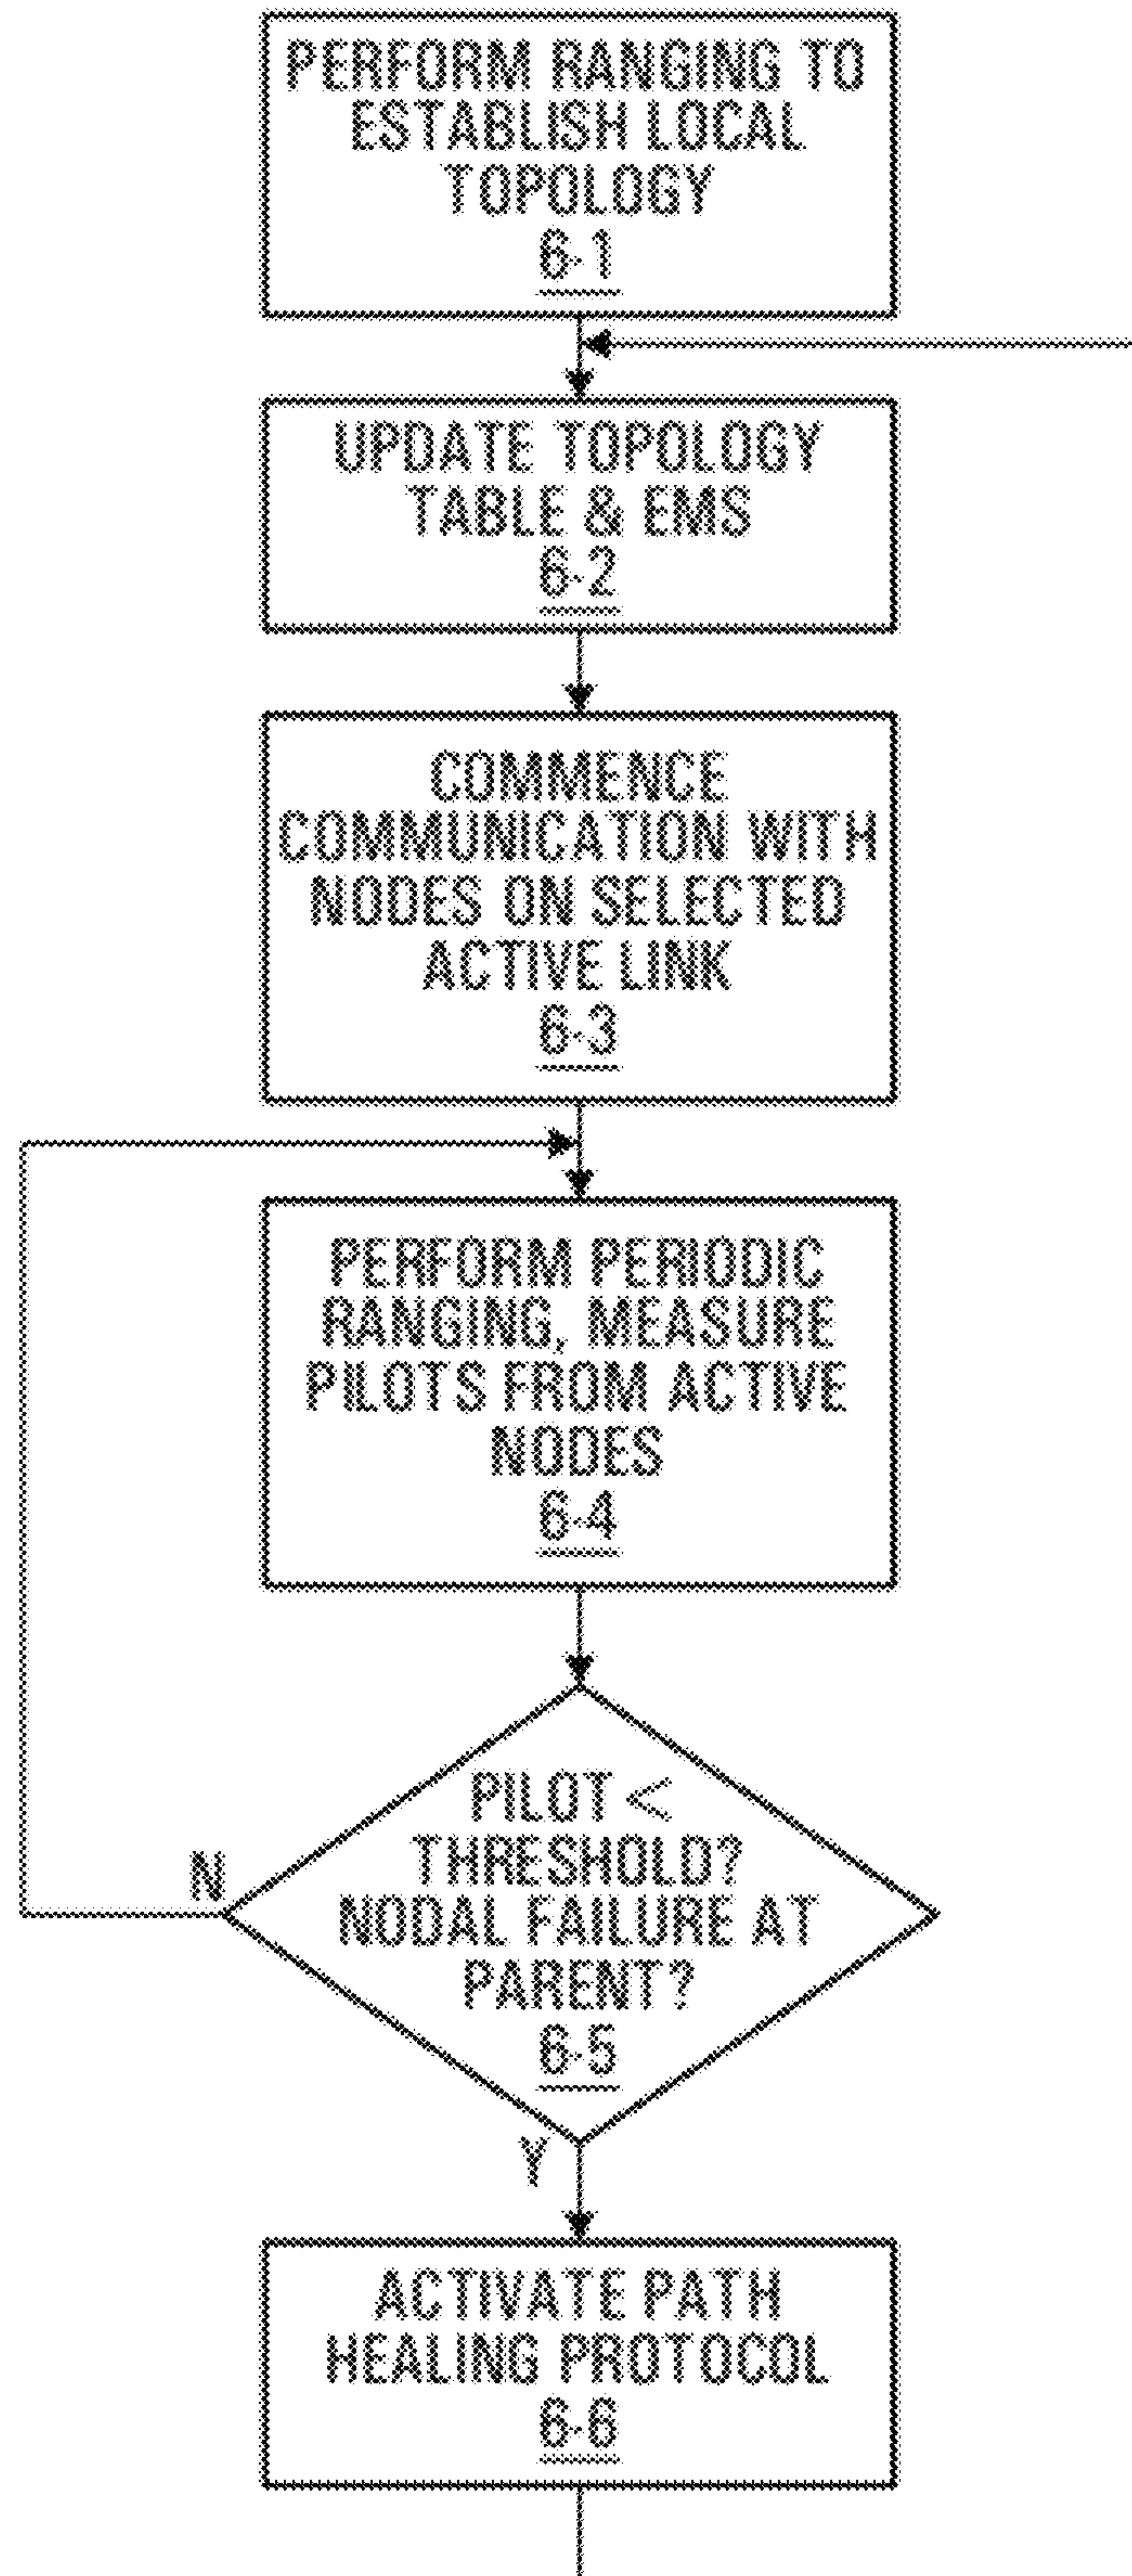 PERFORM RANGING TO
ESTABLISH LOCAL
TOPOLOGY
6-1
UPDATE TOPOLOGY
TABLE & EMS
6-2
COMMENCE
COMMUNICATION WITH
NODES ON SELECTED
ACTIVE LINK
6-3
PERFORM PERIODIC
RANGING, MEASURE
PILOTS FROM ACTIVE
NODES
6-4
PILOT <
THRESHOLD?
NODAL FAILURE AT
PARENT?
6-5
N
Y
ACTIVATE PATH
HEALING PROTOCOL
6-6